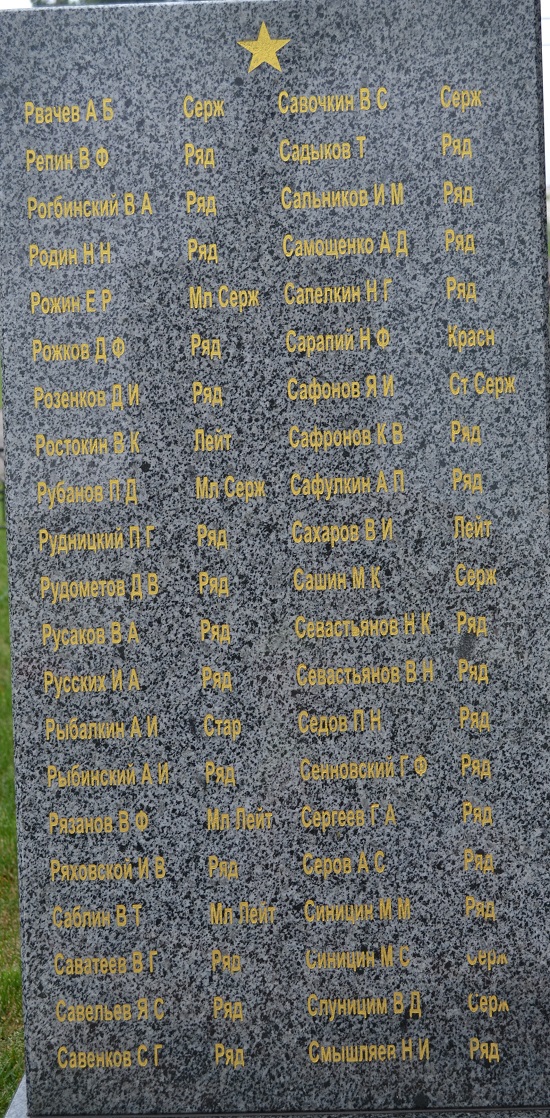 Рвачев А Б Серж
Репин В Ф Ряд
Рогбинский В А Ряд
Родин Н Н Ряд
Рожин Е Р Мл Серж
Рожков Д Ф Ряд
Розенков Д И Ряд
Ростокин В К Лейт
Рубанов П Д Мл Серж
Рудницкий П Г Ряд
Рудометов Д В Ряд
Русаков В А Ряд
Русских И А Ряд
Рыбалкин А И Стар
Рыбинский А И Ряд
Рязанов В Ф Мл Лейт
Ряховской И В Ряд
Саблин В Т Мл Лейт
Саватеев В Г Ряд
Савельев Я С Ряд
Савенков С Г Ряд
Савочкин В С Серж
Садыков Т Ряд
Сальников И М Ряд
Самощенко А Д Ряд
Сапелкин Н Г Ряд
Сарапий Н Ф Красн
Сафонов Я И Ст Серж
Сафронов К В Ряд
Сафулкин А П Ряд
Сахаров В И Лейт
Сашин М К Серж
Севастьянов Н К Ряд
Севастьянов В Н Ряд
Седов П Н Ряд
Сенновский Г Ф Ряд
Сергеев Г А Ряд
Серов А С Ряд
Синицин М М Ряд
Синицин М С Серж
Слуницим В Д Серж
Смышляев Н И Ряд